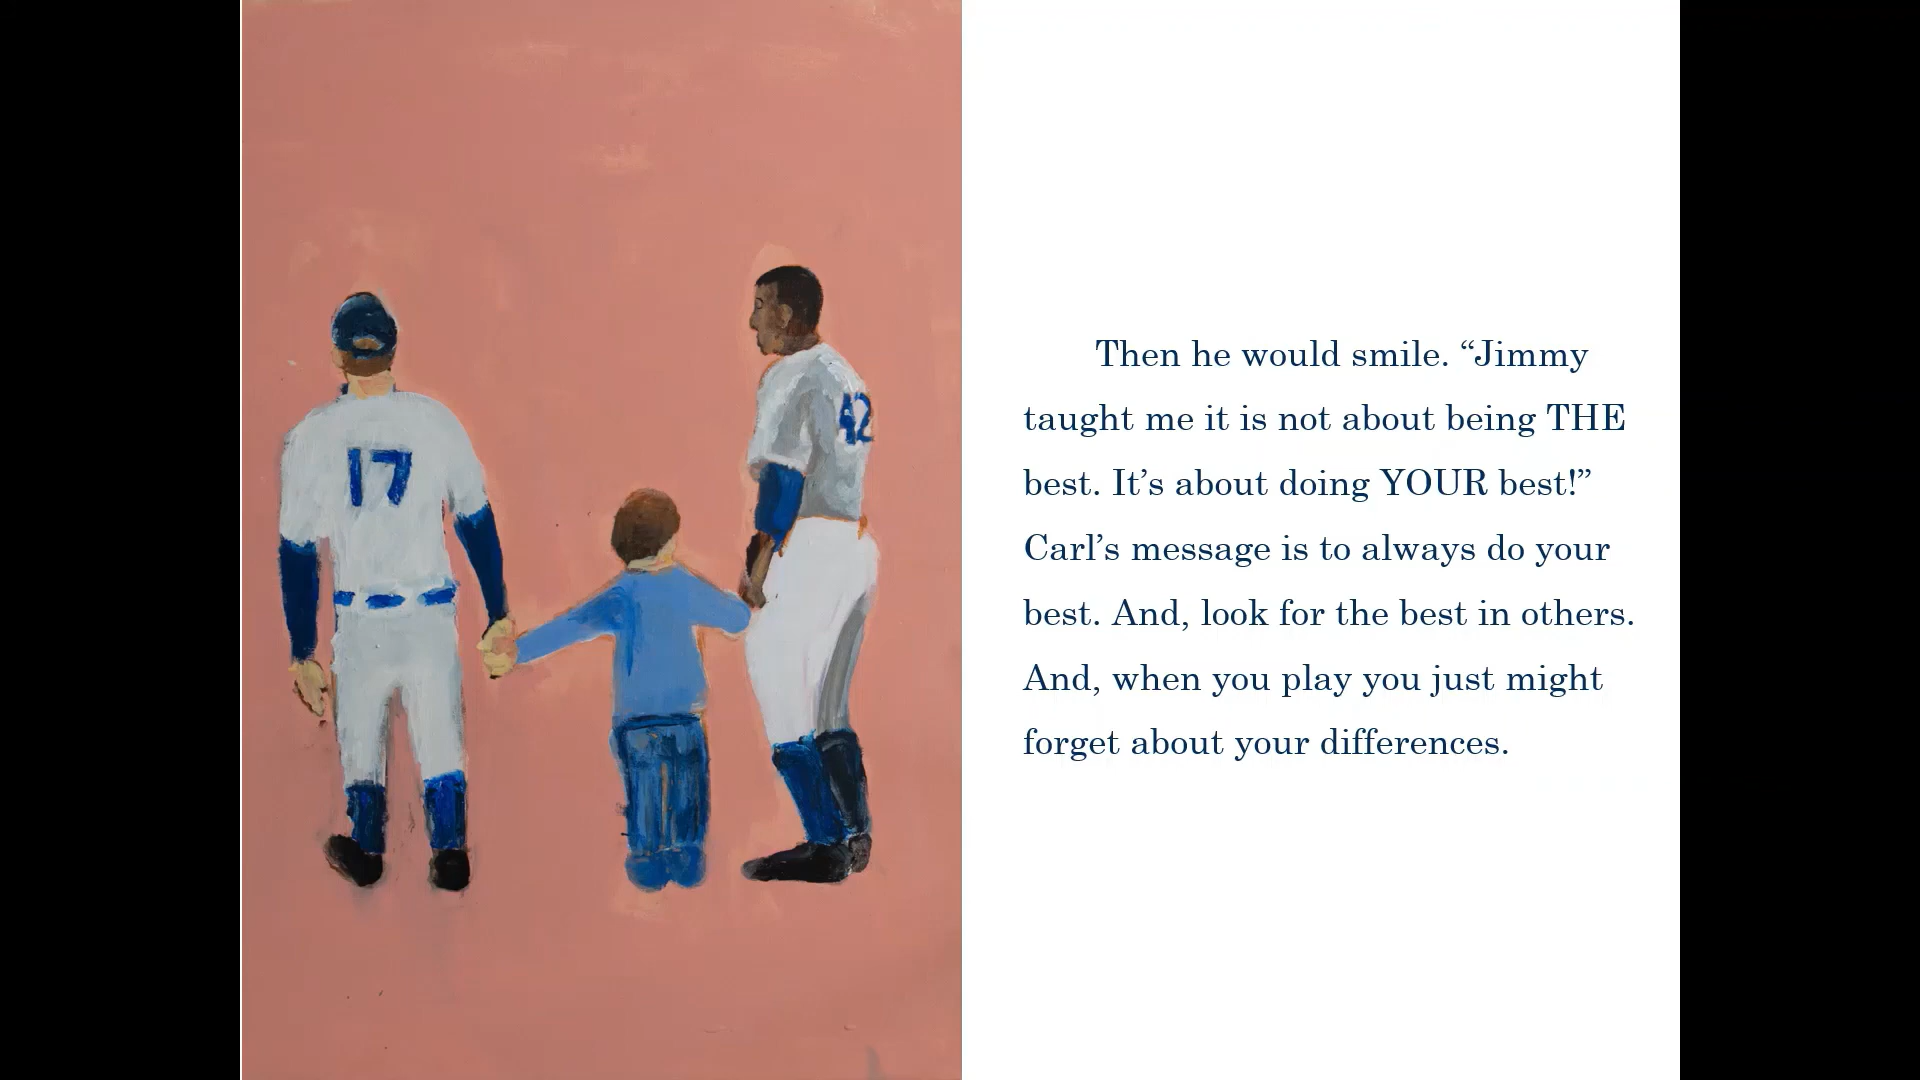 17
42
Then he would smile. “Jimmy
taught me it is not about being THE
best. It’s about doing YOUR best!”
Carl’s message is to always do your
best. And, look for the best in others.
And, when you play you just might
forget about your differences.